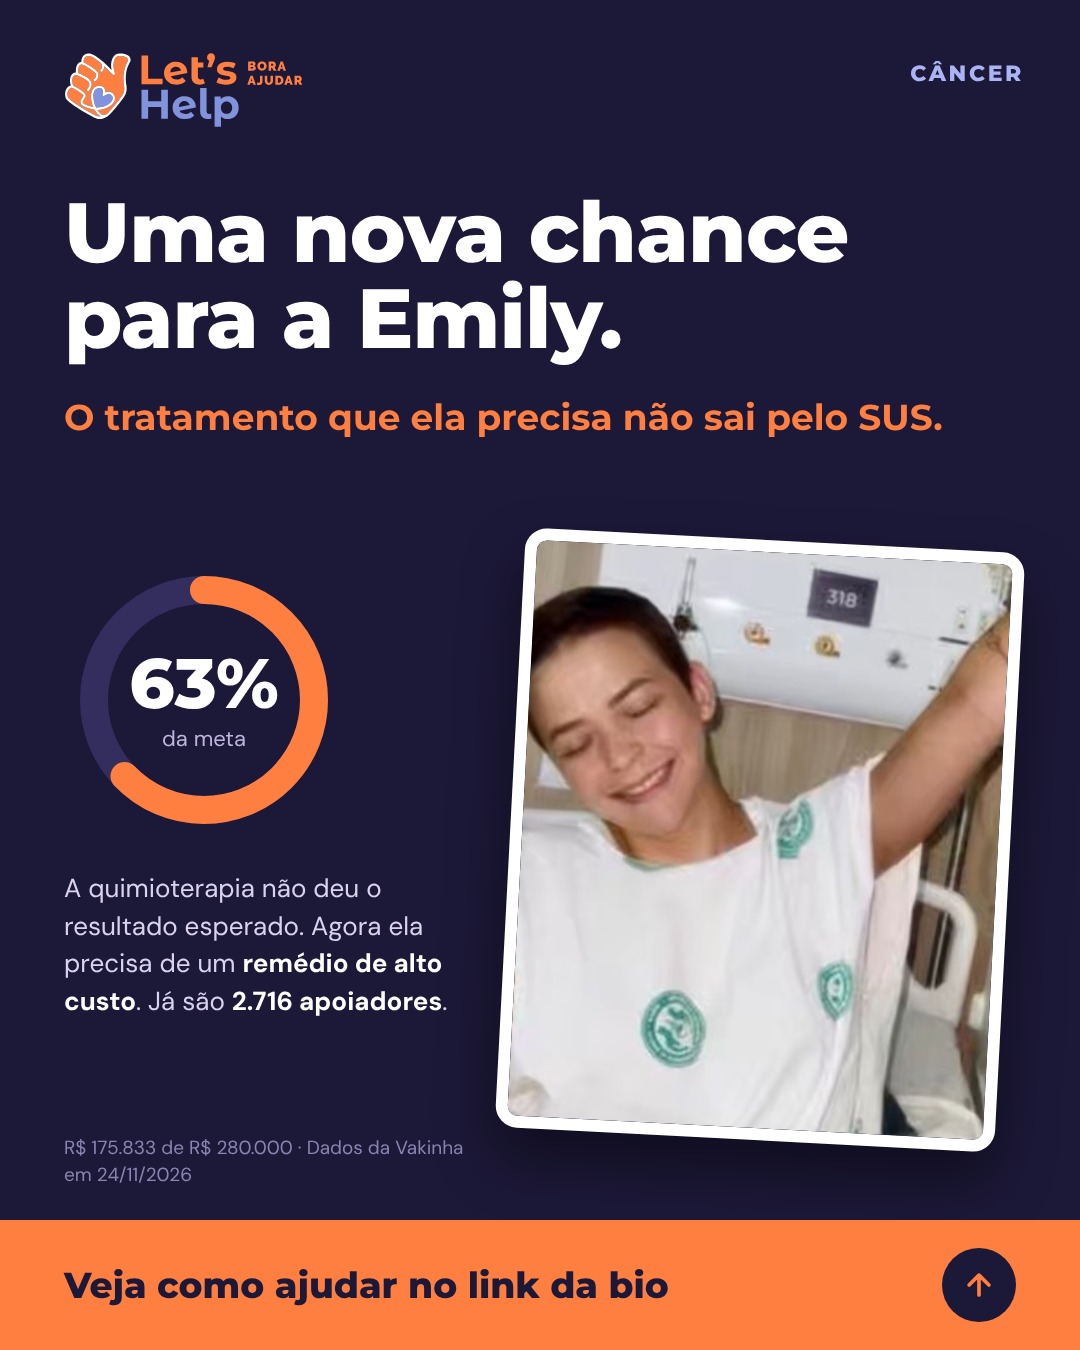 Let's
Help
BORA
AJUDAR
CÂNCER
Uma nova chance
para a Emily.
O tratamento que ela precisa não sai pelo SUS.
318
63%
da meta
A quimioterapia não deu o
resultado esperado. Agora ela
precisa de um remédio de alto
custo. Já são 2.716 apoiadores.
R$ 175.833 de R$ 280.000 · Dados da Vakinha
em 24/11/2026
Veja como ajudar no link da bio